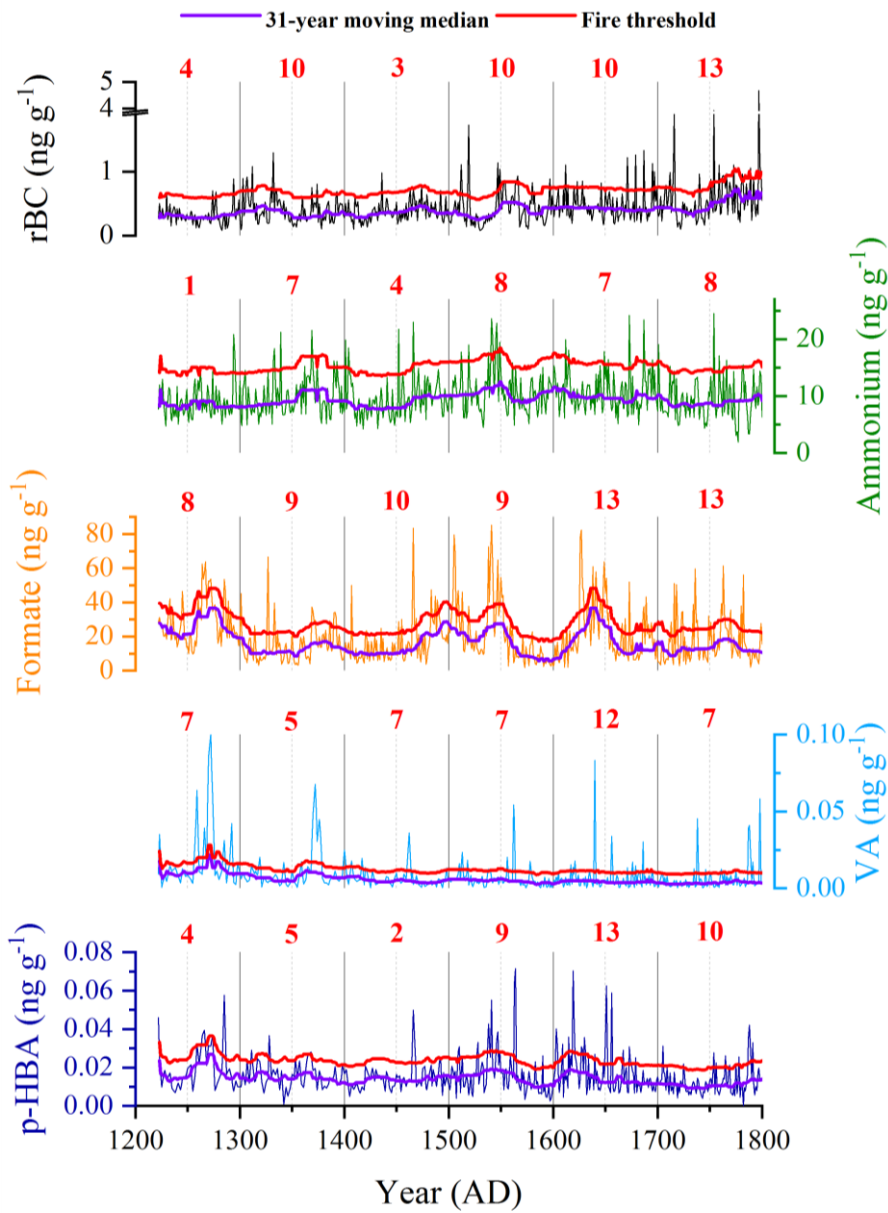 31-year moving median Fire threshold
4 10 3 10 10 13
5
4
1
0
rBC (ng g-1)
1 7 4 8 7 8
20
10
0
Ammonium (ng g-1)
8 9 10 9 13 13
80
60
40
20
0
Formate (ng g-1)
7 5 7 7 12 7
0.10
0.05
0.00
VA (ng g-1)
4 5 2 9 13 10
0.08
0.06
0.04
0.02
0.00
p-HBA (ng g-1)
1200 1300 1400 1500 1600 1700 1800
Year (AD)